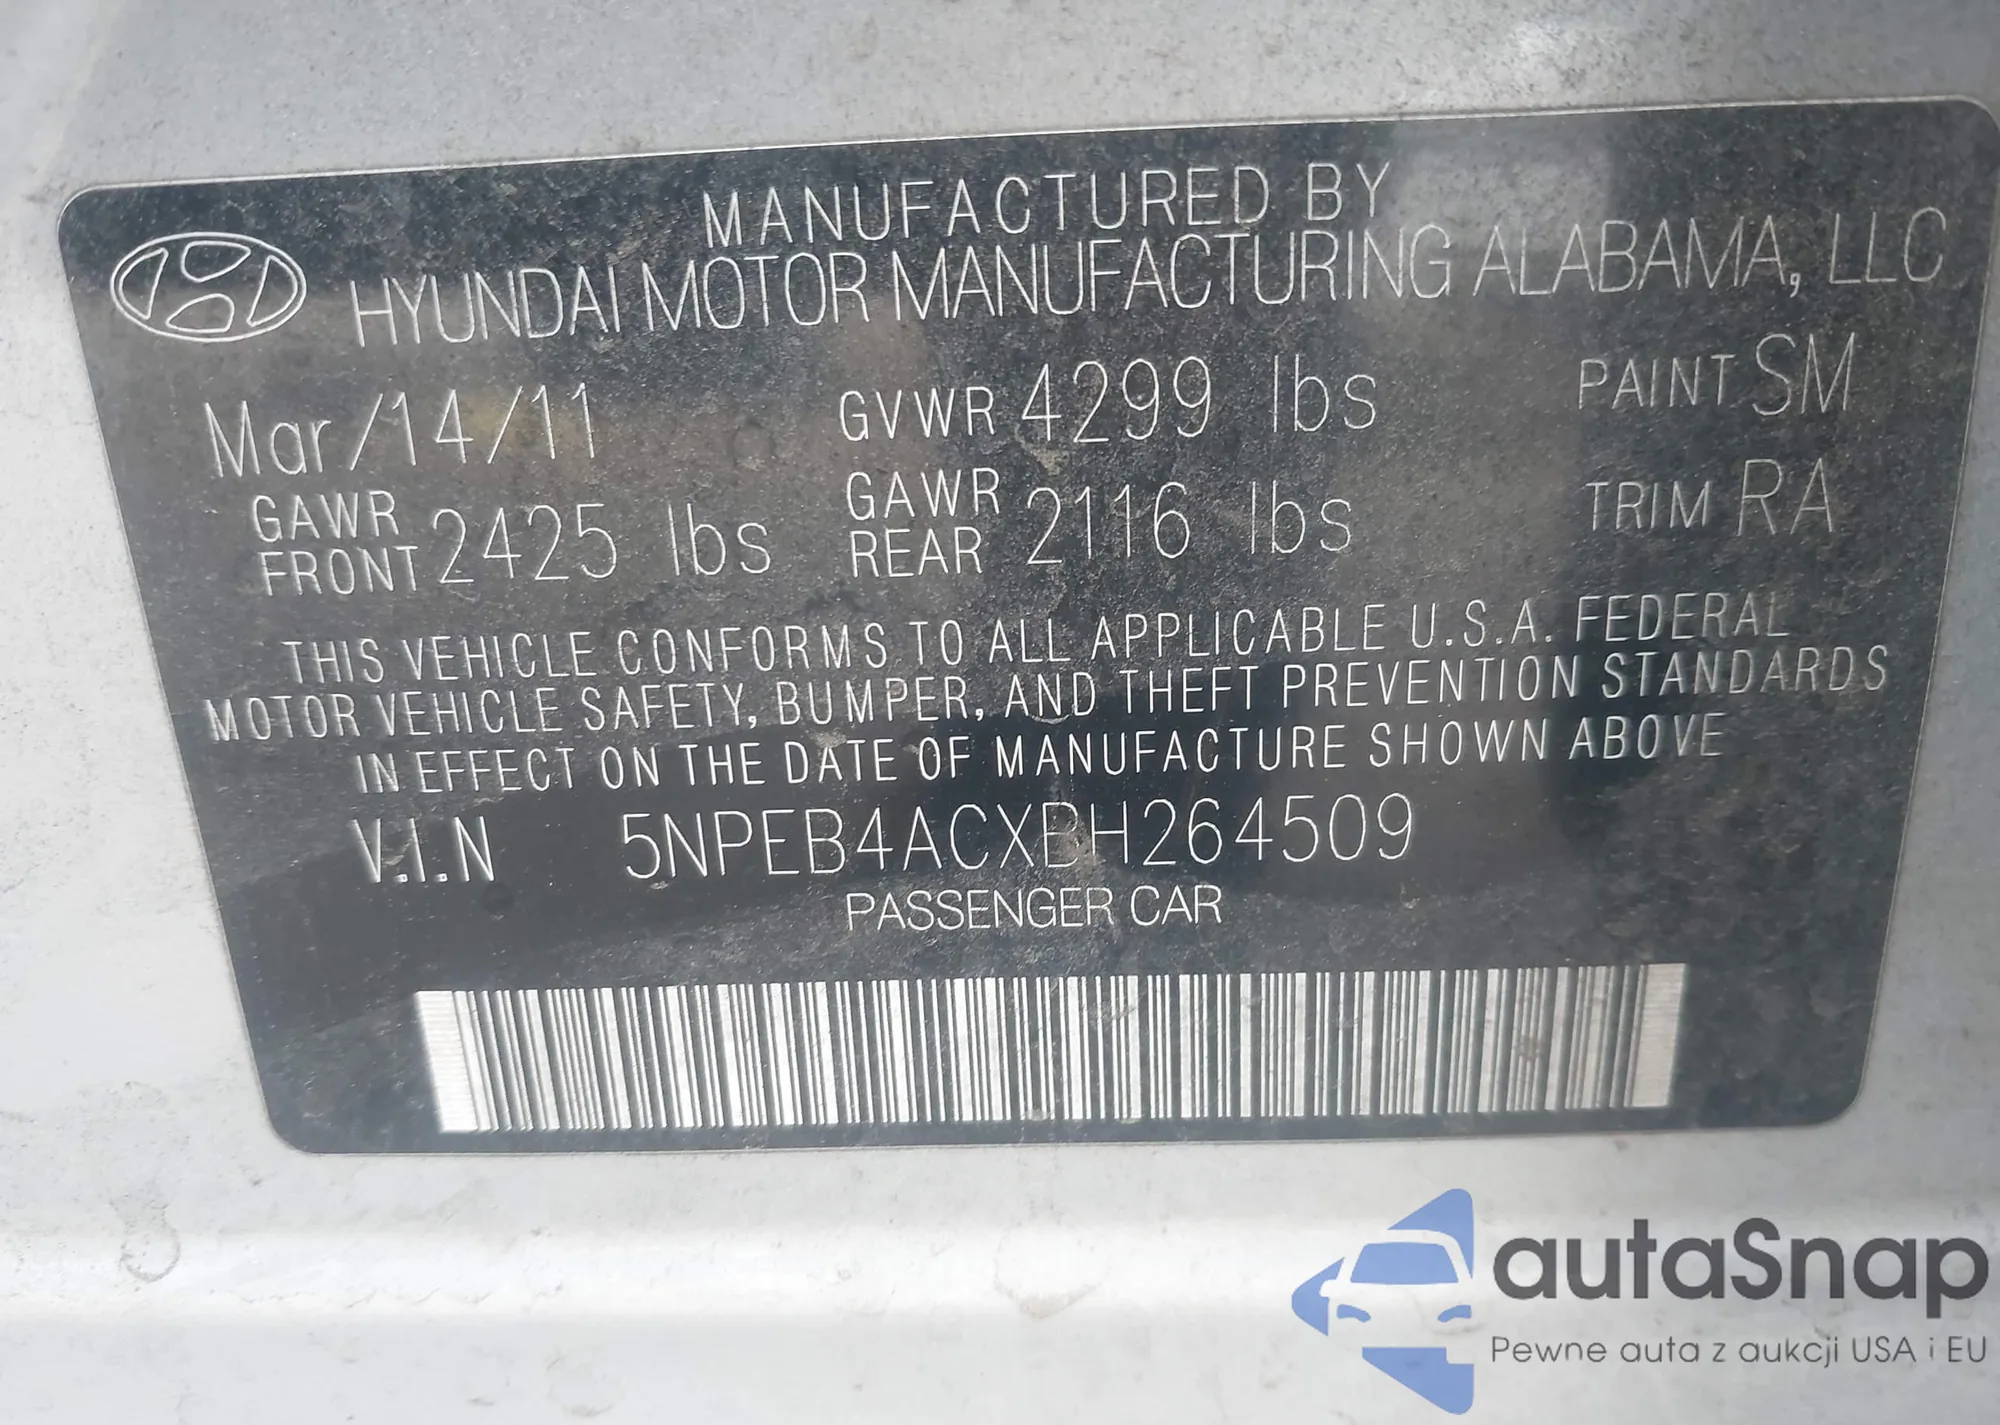 MANUFACTURED BY
HYUNDAI MOTOR MANUFACTURING ALABAMA, LLC
Mar/14/11 GVWR 4299 lbs PAINT SM
GAWR FRONT 2425 lbs GAWR REAR 2116 lbs TRIM RA
THIS VEHICLE CONFORMS TO ALL APPLICABLE U.S.A. FEDERAL
MOTOR VEHICLE SAFETY, BUMPER, AND THEFT PREVENTION STANDARDS
IN EFFECT ON THE DATE OF MANUFACTURE SHOWN ABOVE
V.I.N 5NPEB4ACXBH264509
PASSENGER CAR
autaSnap
Pewne auta z aukcji USA i EU